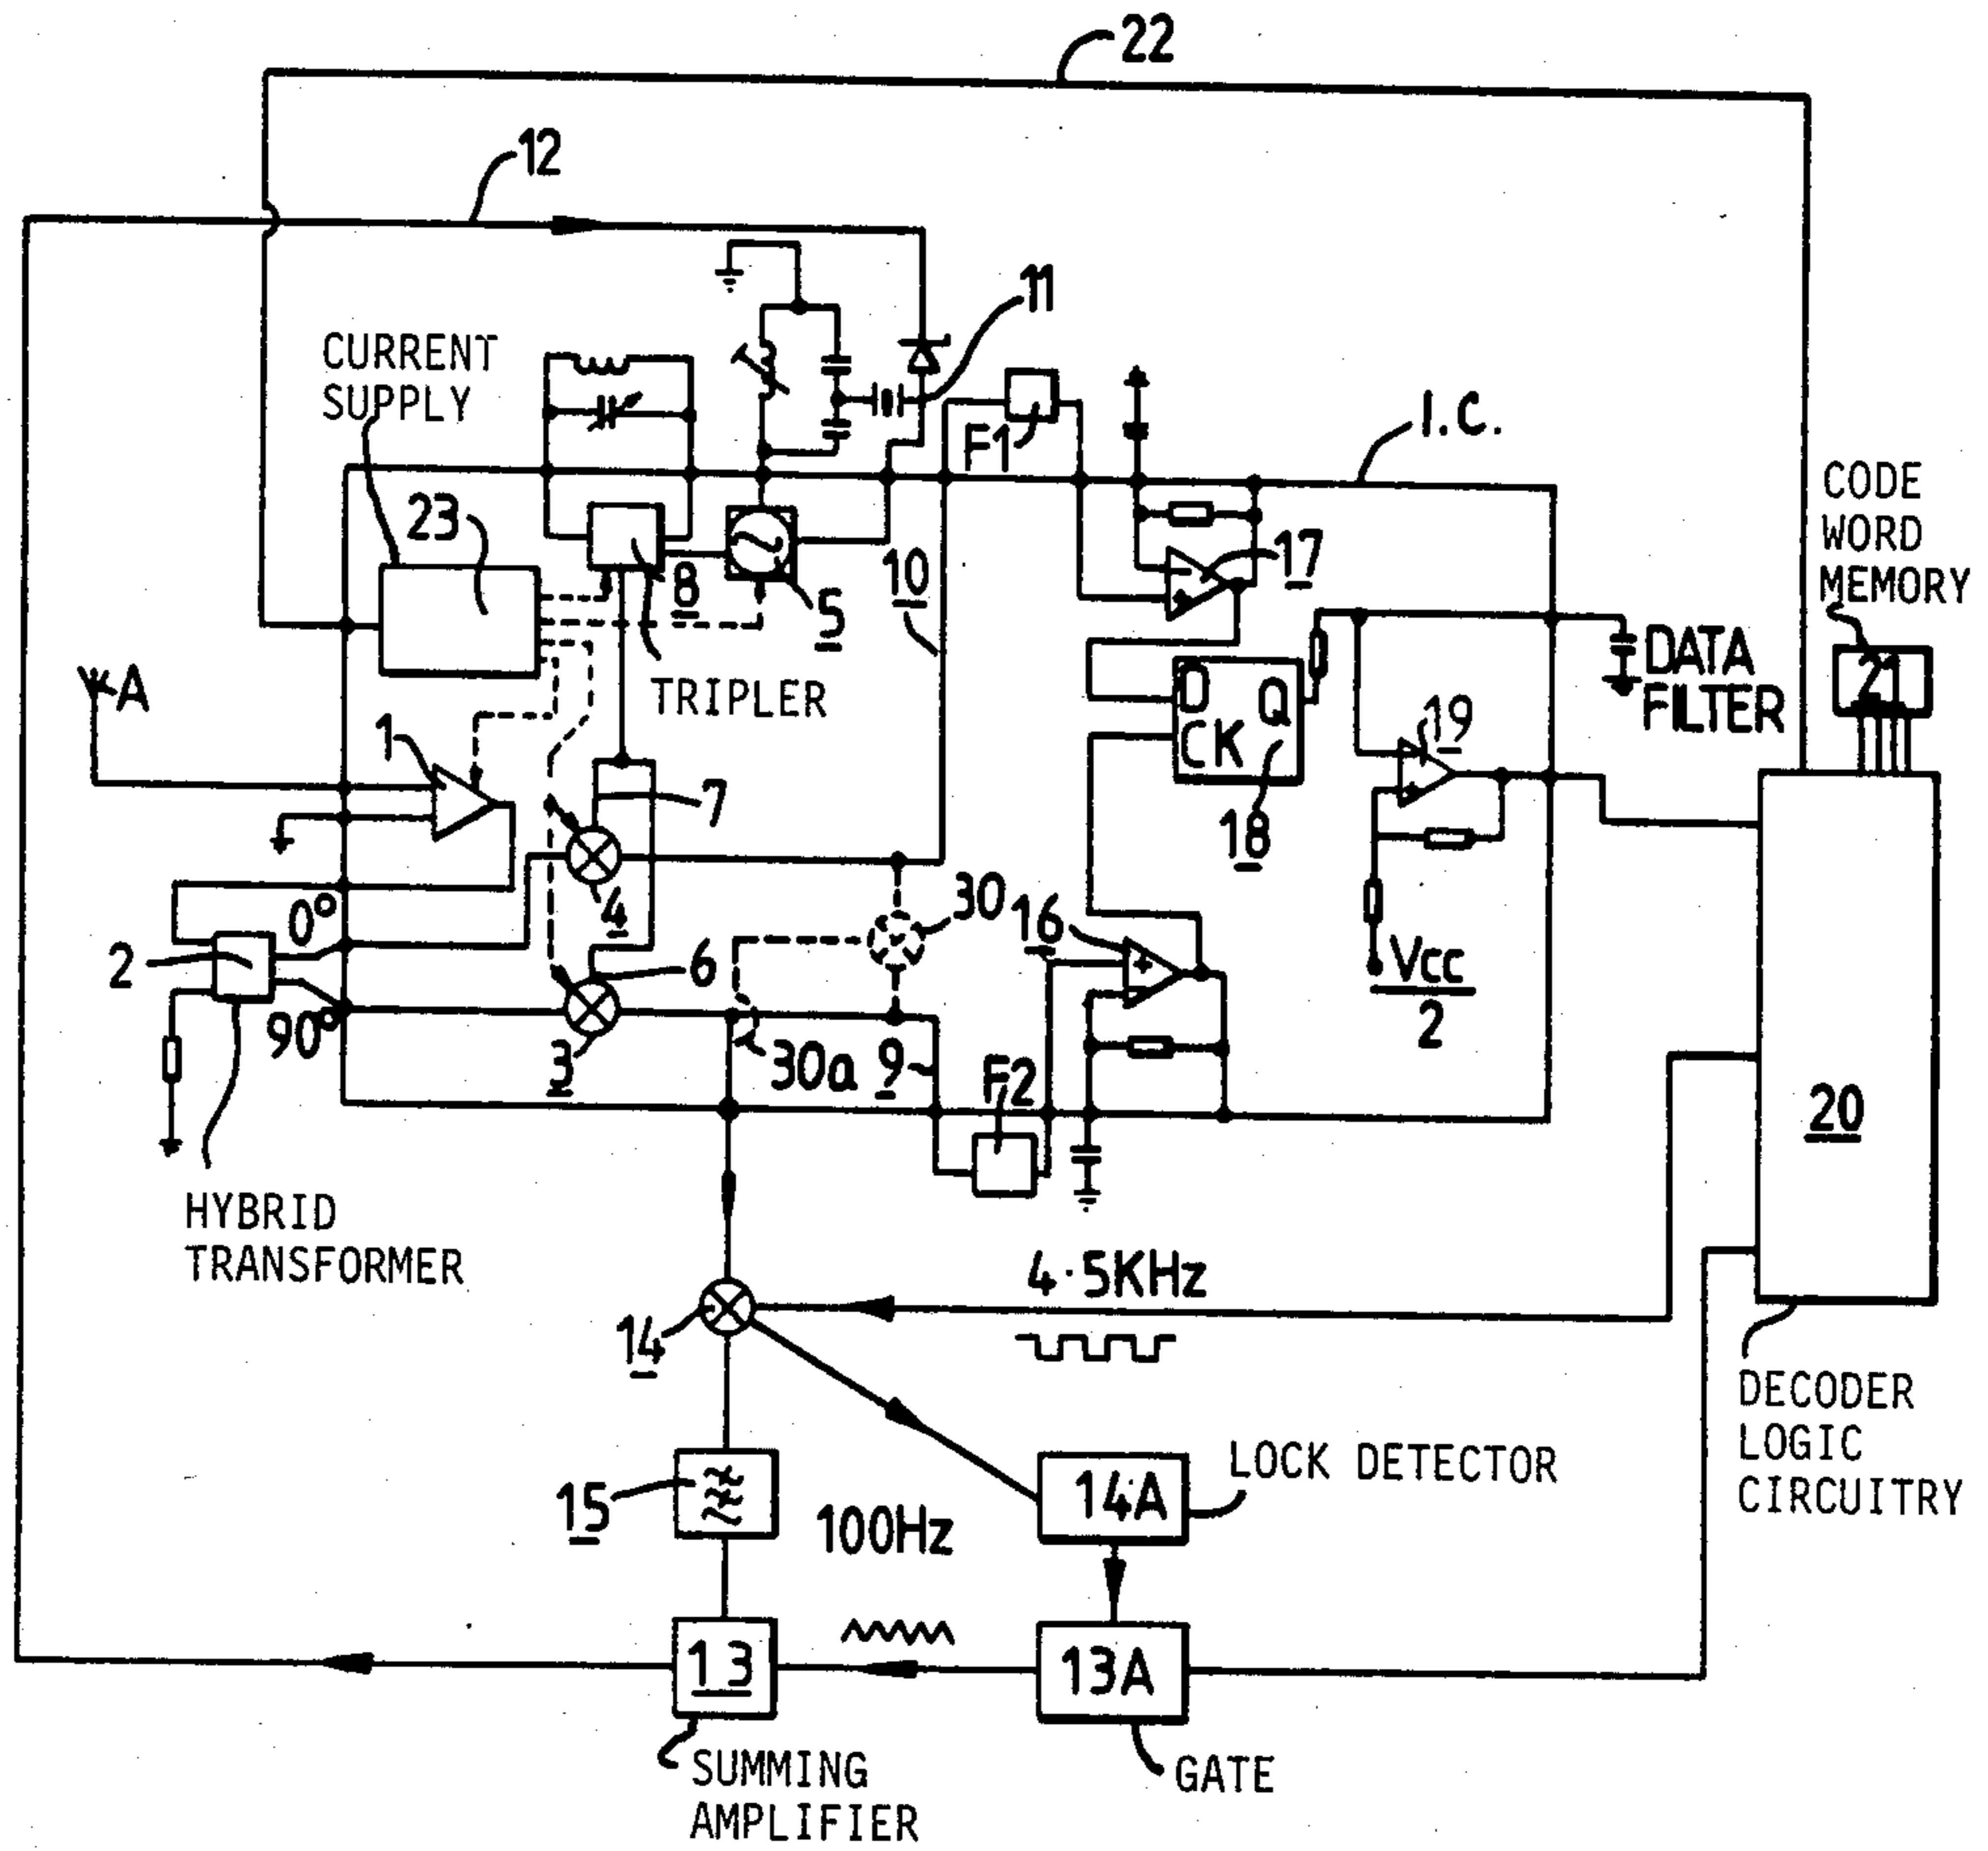 22
12
11
CURRENT
SUPPLY
F1
I.C.
CODE
WORD
MEMORY
23
8
5
10
17
21
DATA
FILTER
A
TRIPLER
D Q
CK
19
1
7
18
4
0°
30
16
2
6
Vcc
2
90°
3
30a
9
F2
20
HYBRID
TRANSFORMER
4.5KHz
14
DECODER
LOGIC
CIRCUITRY
LOCK DETECTOR
14A
15
100Hz
13
13A
SUMMING
AMPLIFIER
GATE